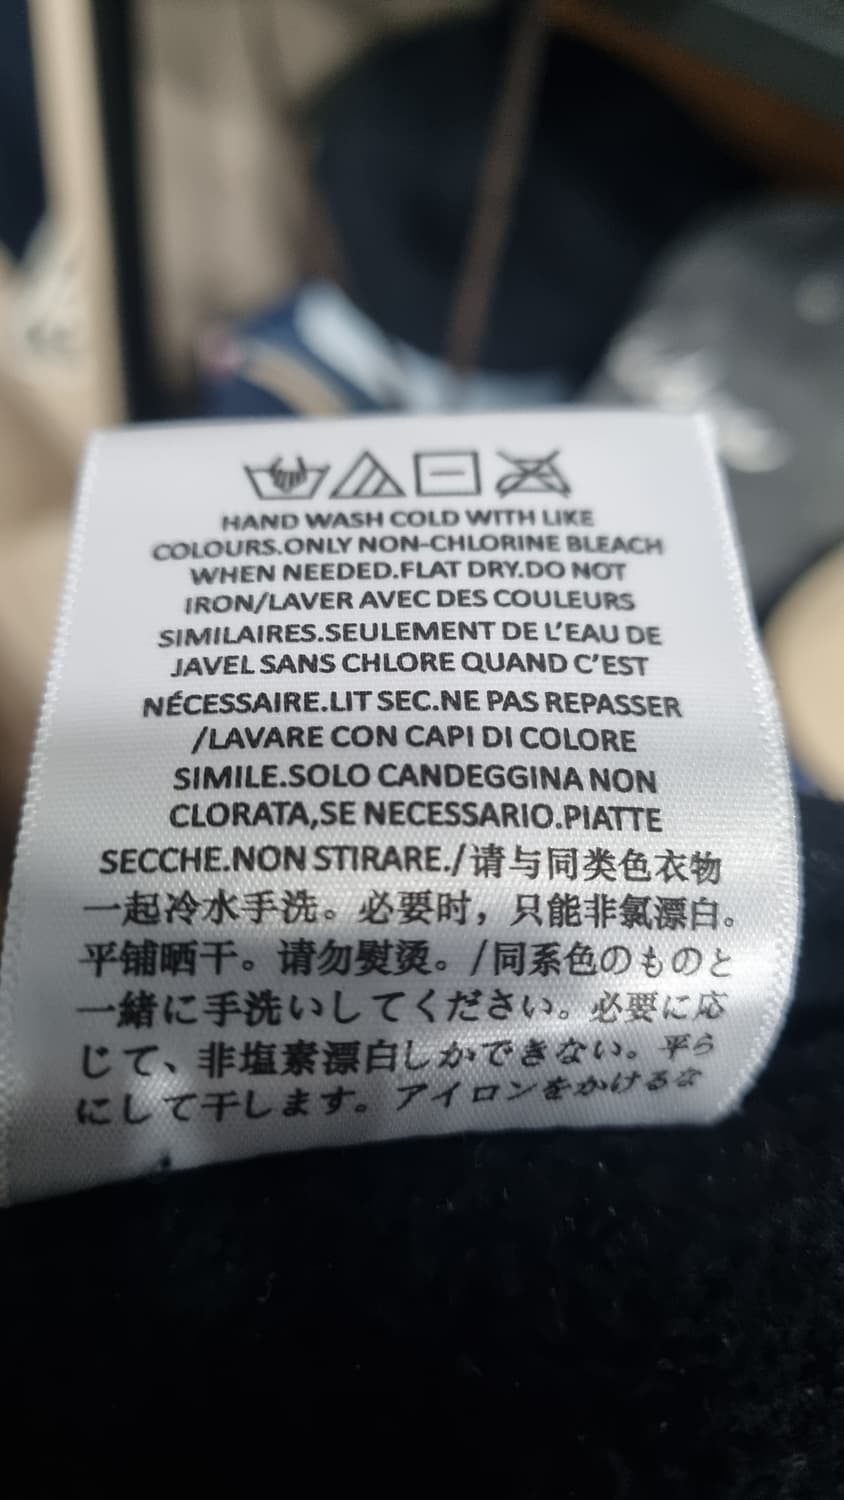 HAND WASH COLD WITH LIKE
COLOURS.ONLY NON-CHLORINE BLEACH
WHEN NEEDED.FLAT DRY.DO NOT
IRON/LAVER AVEC DES COULEURS
SIMILAIRES.SEULEMENT DE L'EAU DE
JAVEL SANS CHLORE QUAND C'EST
NÉCESSAIRE.LIT SEC.NE PAS REPASSER
/LAVARE CON CAPI DI COLORE
SIMILE.SOLO CANDEGGINA NON
CLORATA,SE NECESSARIO.PIATTE
SECCHE.NON STIRARE./请与同类色衣物
一起冷水手洗。必要时，只能非氯漂白。
平铺晒干。请勿熨烫。/同系色のものと
一緒に手洗いしてください。必要に応
じて、非塩素漂白しかできない。平ら
にして干します。アイロンをかけるな